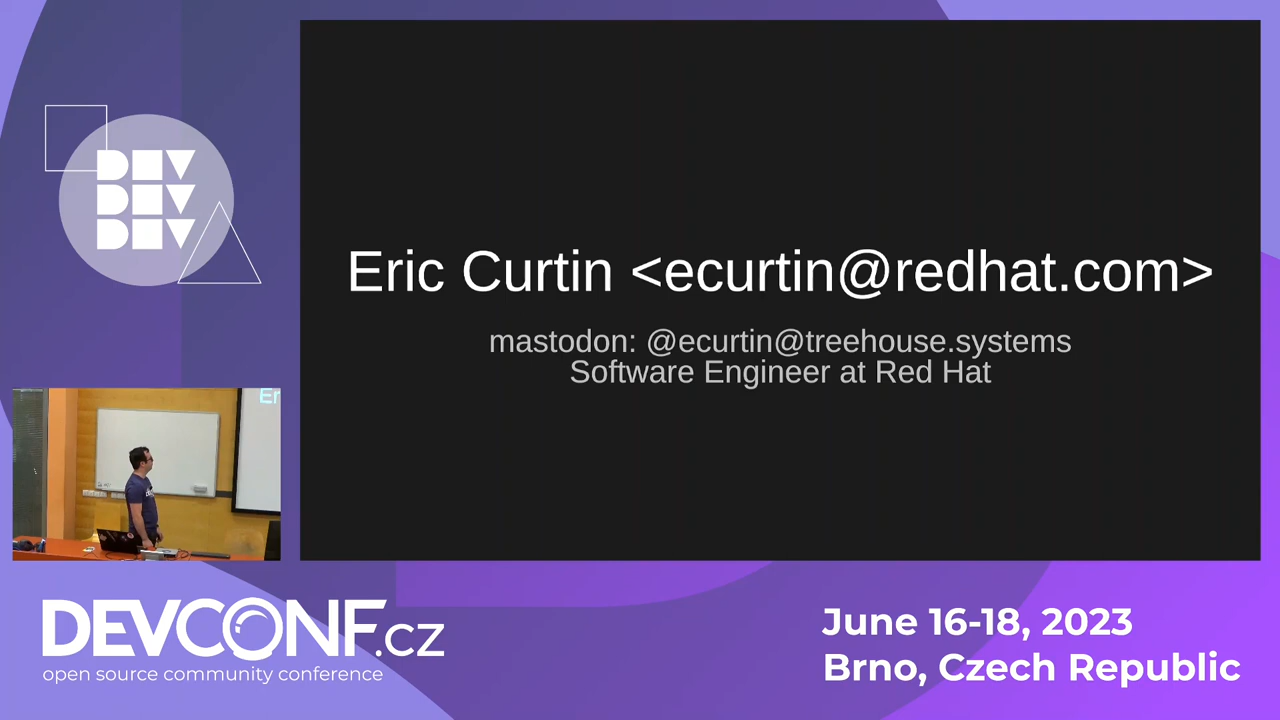 DEV
DEV
DEV
Eric Curtin <ecurtin@redhat.com>
mastodon: @ecurtin@treehouse.systems
Software Engineer at Red Hat
Er
DEVCONF.cz
open source community conference
June 16-18, 2023
Brno, Czech Republic